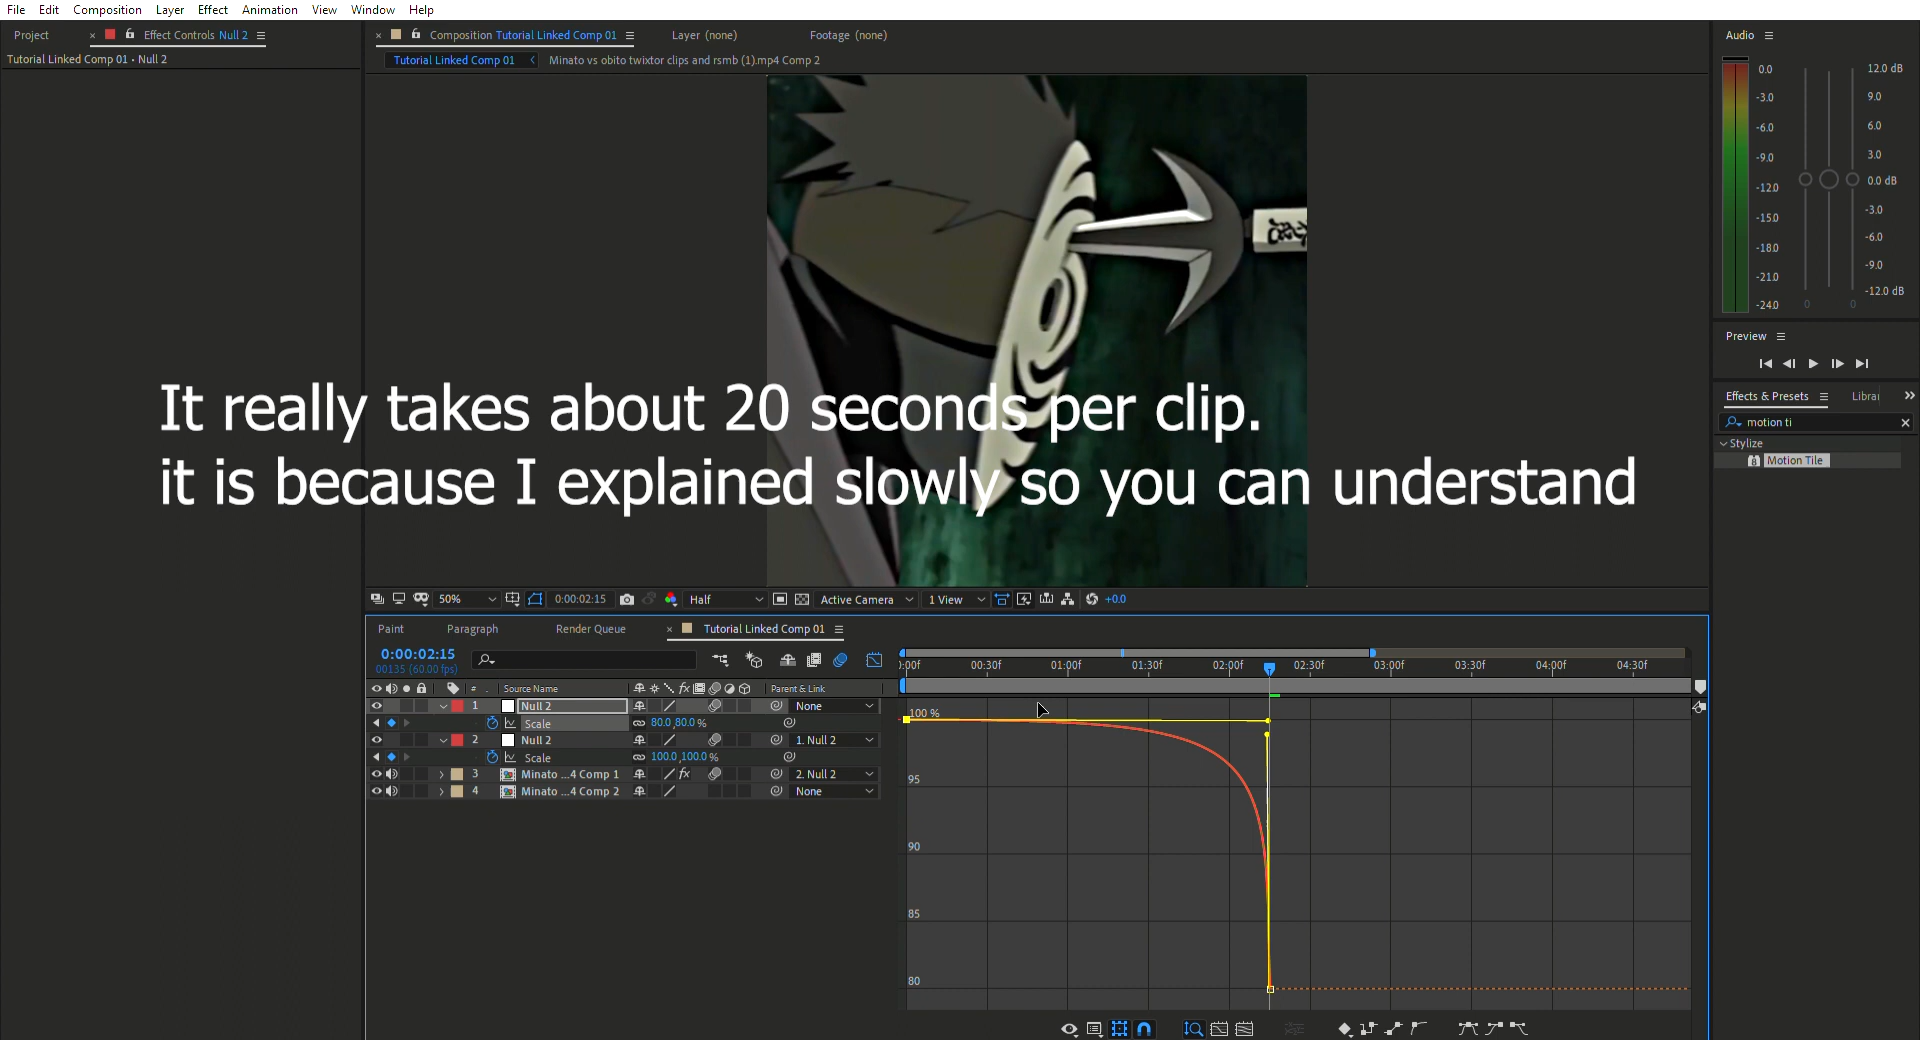 File Edit Composition Layer Effect Animation View Window Help
Project × Effect Controls Null 2
Tutorial Linked Comp 01 • Null 2
× Composition Tutorial Linked Comp 01 Layer (none) Footage (none)
Tutorial Linked Comp 01 < Minato vs obito twixtor clips and rsmb (1).mp4 Comp 2
It really takes about 20 seconds per clip.
it is because I explained slowly so you can understand
50% 0:00:02:15 Half Active Camera 1 View +0.0
Audio
0.0
-3.0
-6.0
-9.0
-12.0
-15.0
-18.0
-21.0
-24.0
12.0 dB
9.0
6.0
3.0
0.0 dB
-3.0
-6.0
-9.0
-12.0 dB
0 0
Preview
Effects & Presets Librar
motion ti ×
Stylize
Motion Tile
Paint Paragraph Render Queue × Tutorial Linked Comp 01
0:00:02:15
00135 (60.00 fps)
# . Source Name fx Parent & Link
1 Null 2 None
Scale 80.0,80.0 %
2 Null 2 1. Null 2
Scale 100.0,100.0 %
3 Minato ...4 Comp 1 fx 2. Null 2
4 Minato ...4 Comp 2 None
):00f 00:30f 01:00f 01:30f 02:00f 02:30f 03:00f 03:30f 04:00f 04:30f
100 %
95
90
85
80